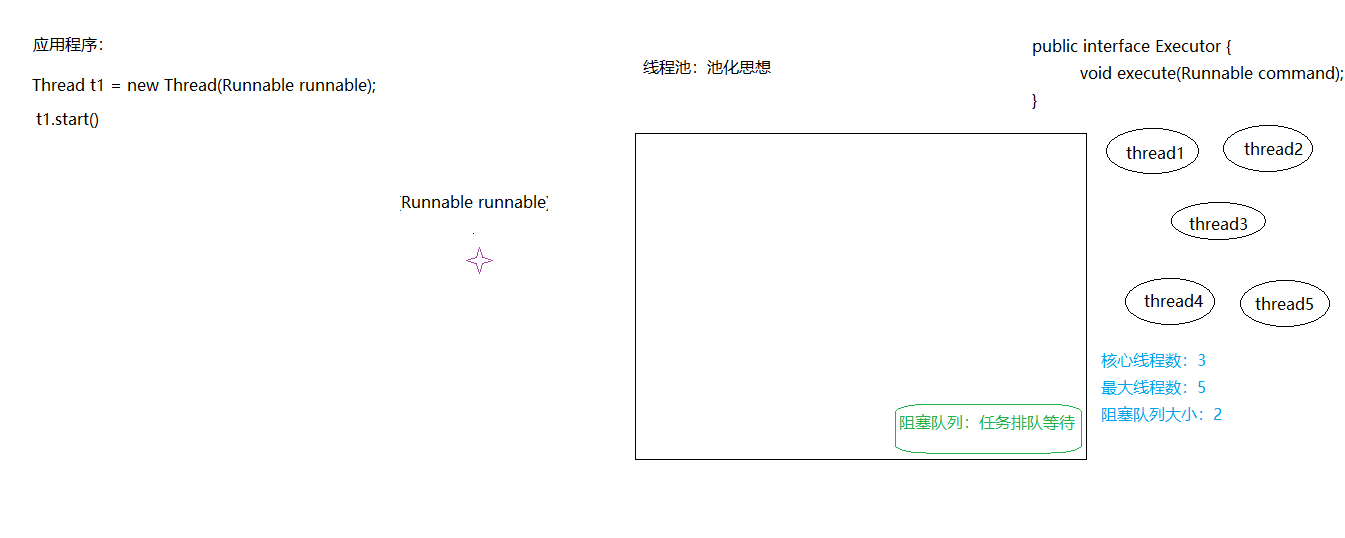 应用程序：
Thread t1 = new Thread(Runnable runnable);
t1.start()
(Runnable runnable)
线程池：池化思想
阻塞队列：任务排队等待
public interface Executor {
void execute(Runnable command);
}
thread1
thread2
thread3
thread4
thread5
核心线程数：3
最大线程数：5
阻塞队列大小：2